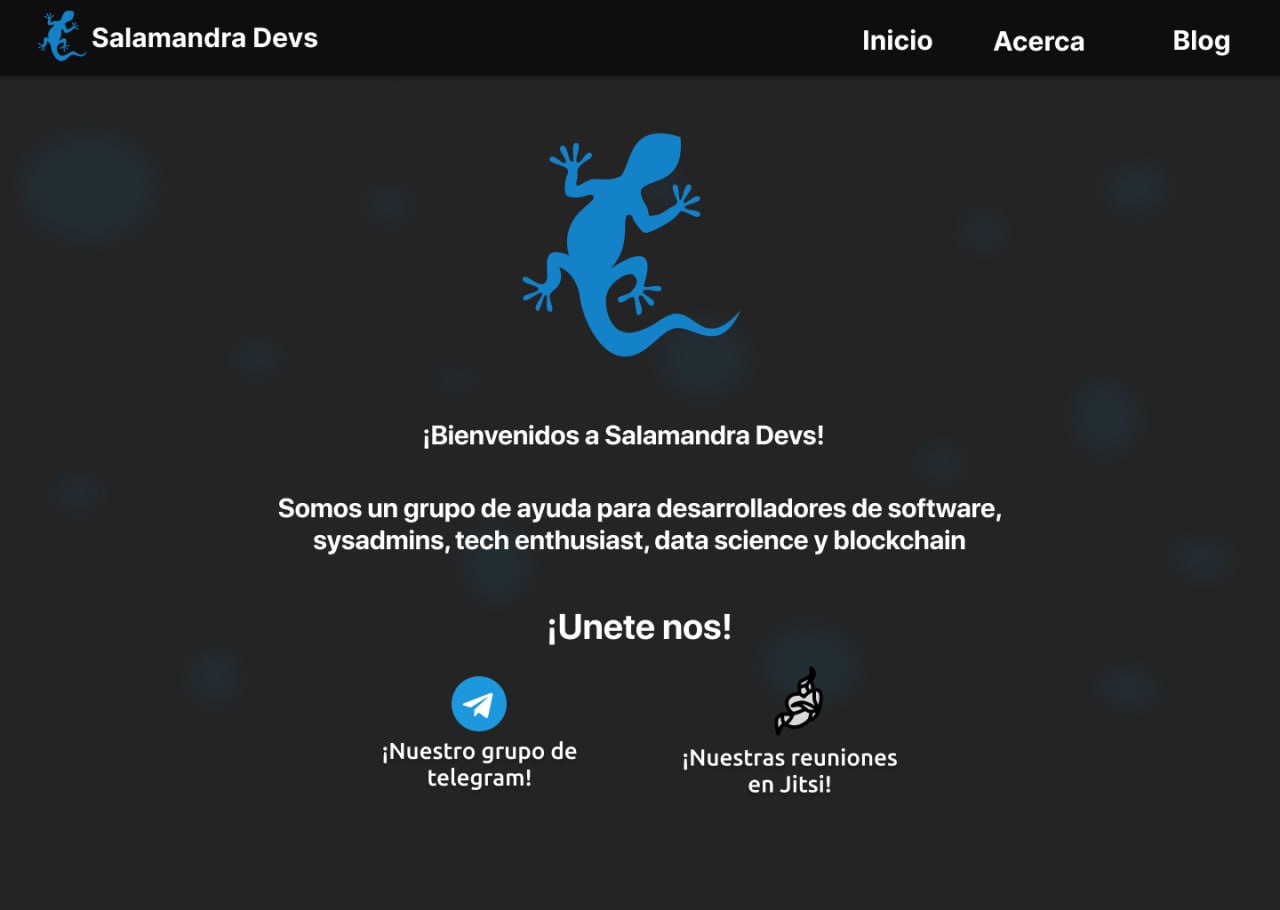 Salamandra Devs
Inicio
Acerca
Blog
¡Bienvenidos a Salamandra Devs!
Somos un grupo de ayuda para desarrolladores de software,
sysadmins, tech enthusiast, data science y blockchain
¡Unete nos!
¡Nuestro grupo de
telegram!
¡Nuestras reuniones
en Jitsi!